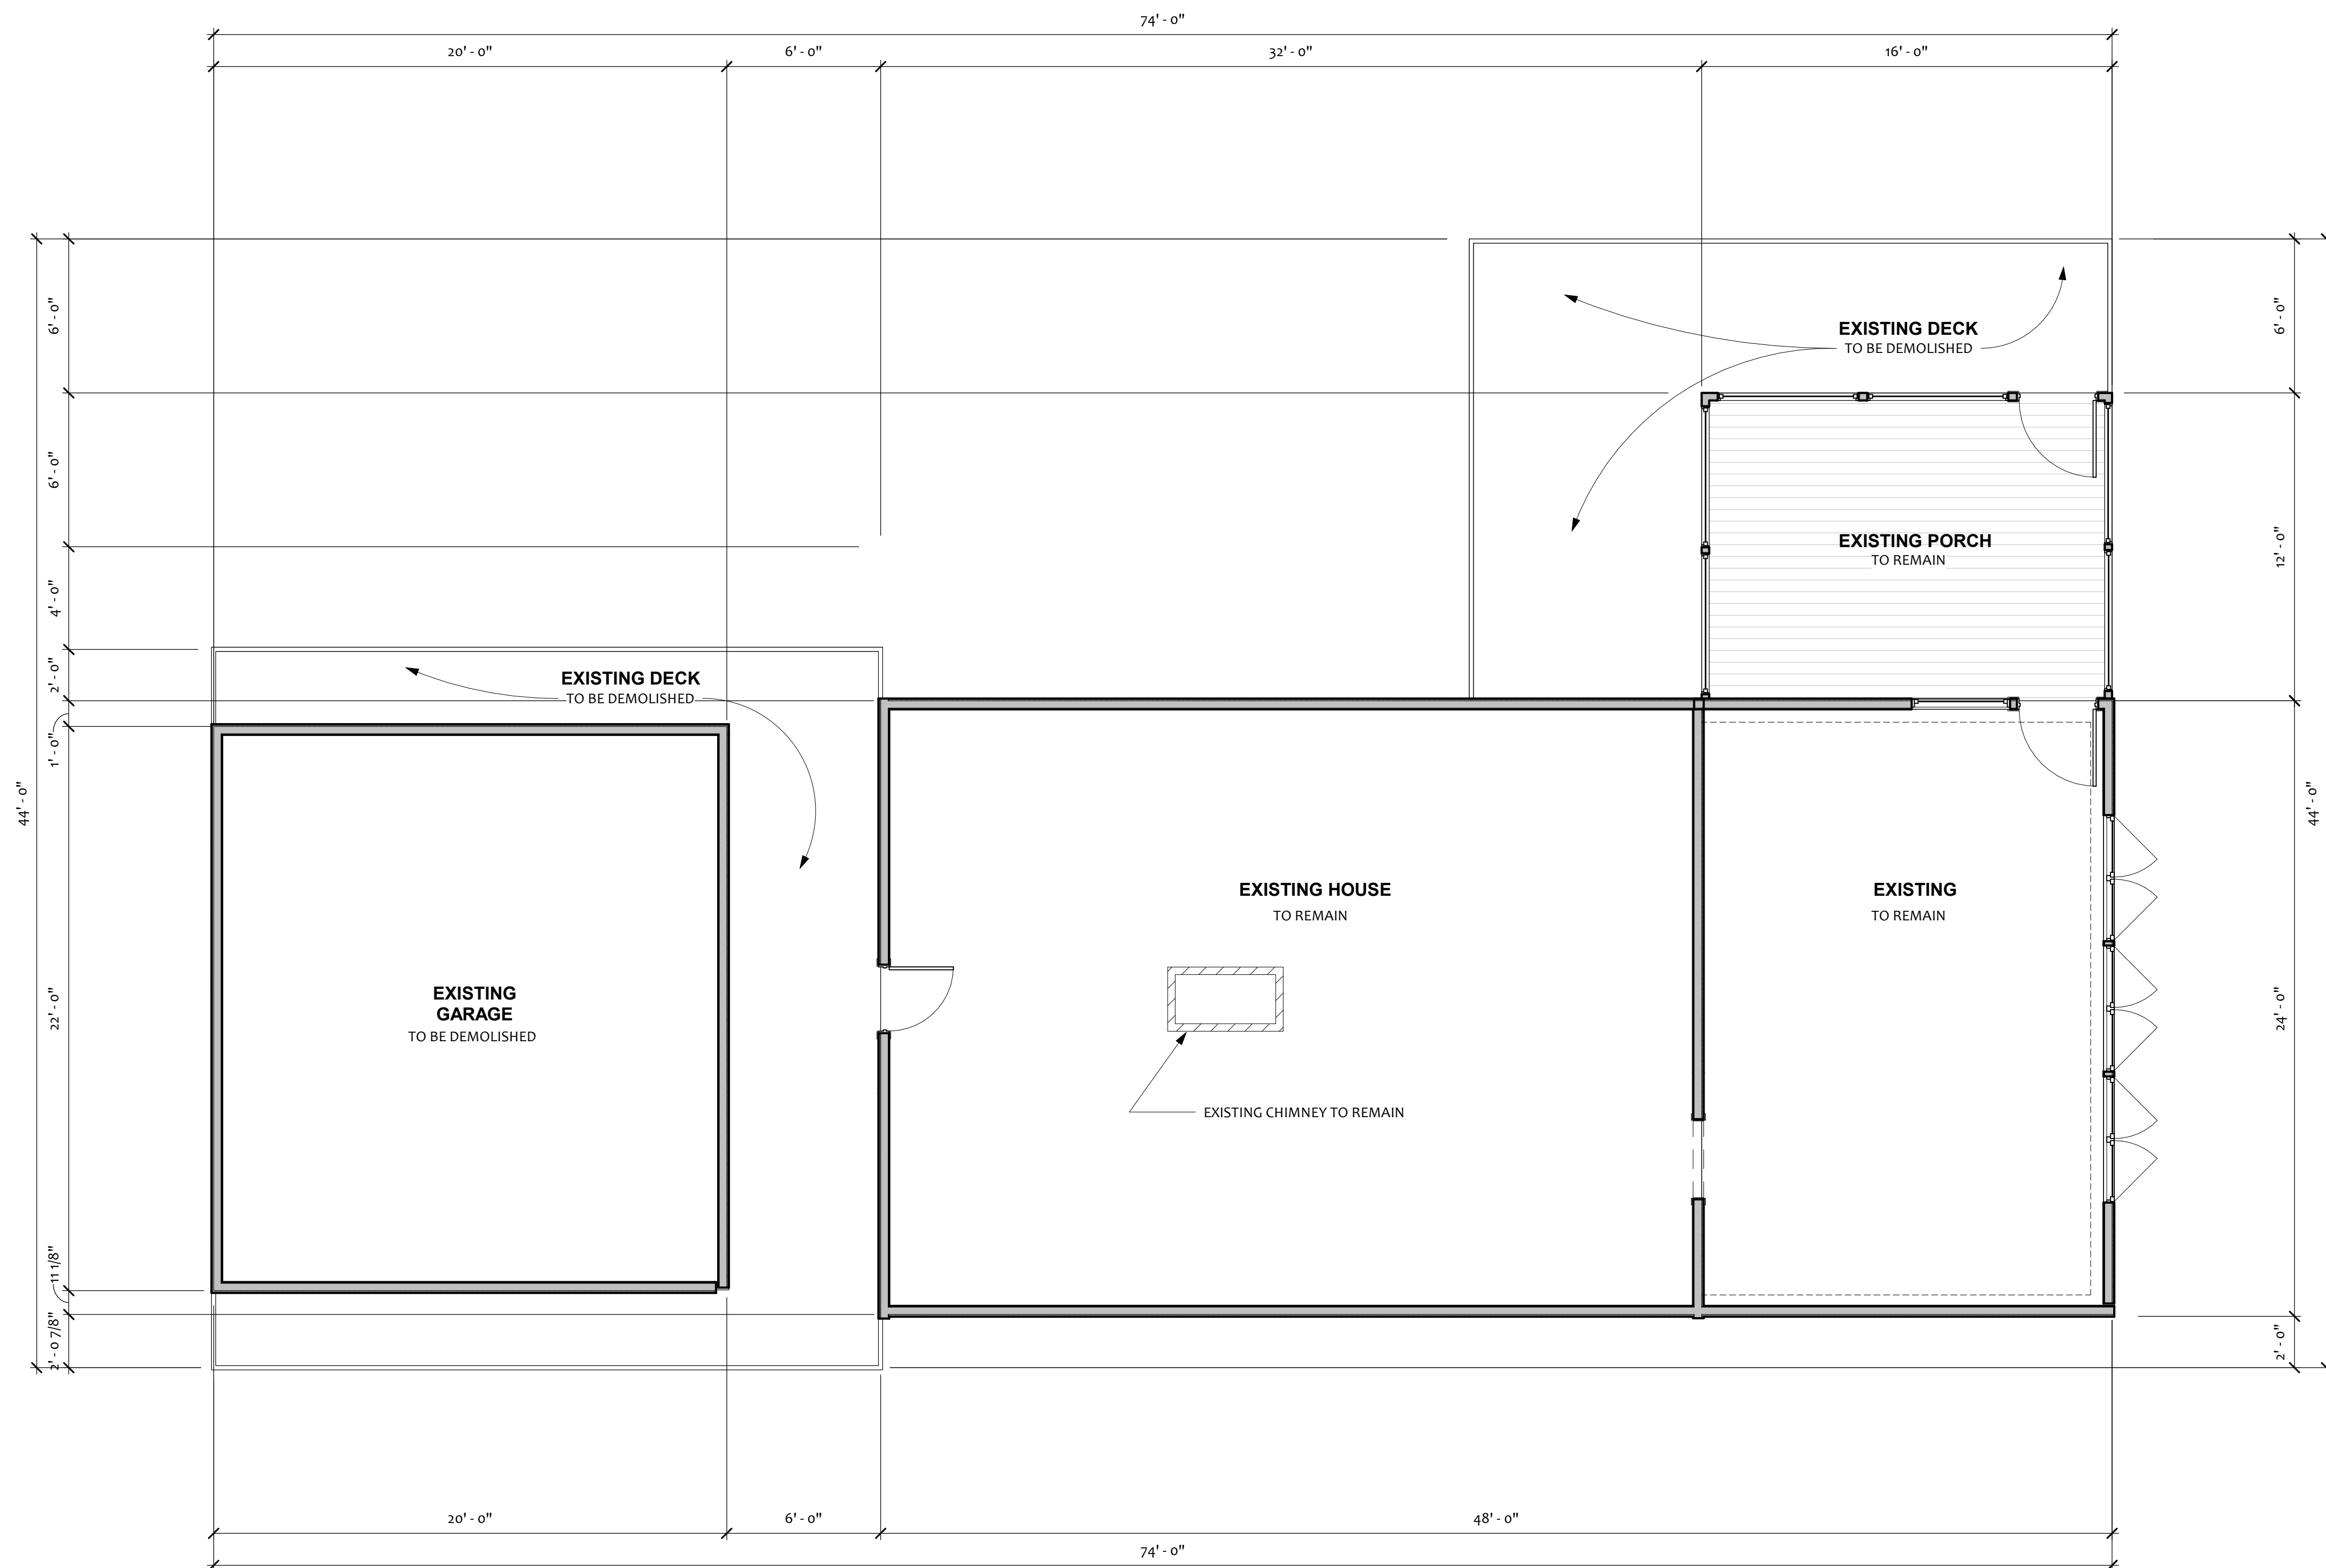 74' - 0"
20' - 0"
6' - 0"
32' - 0"
16' - 0"
6' - 0"
6' - 0"
EXISTING DECK
TO BE DEMOLISHED
6' - 0"
12' - 0"
EXISTING PORCH
TO REMAIN
4' - 0"
2' - 0"
EXISTING DECK
TO BE DEMOLISHED
1' - 0"
44' - 0"
44' - 0"
EXISTING HOUSE
TO REMAIN
EXISTING
TO REMAIN
EXISTING
GARAGE
TO BE DEMOLISHED
22' - 0"
24' - 0"
EXISTING CHIMNEY TO REMAIN
11 1/8"
2' - 0 7/8"
2' - 0"
20' - 0"
6' - 0"
48' - 0"
74' - 0"